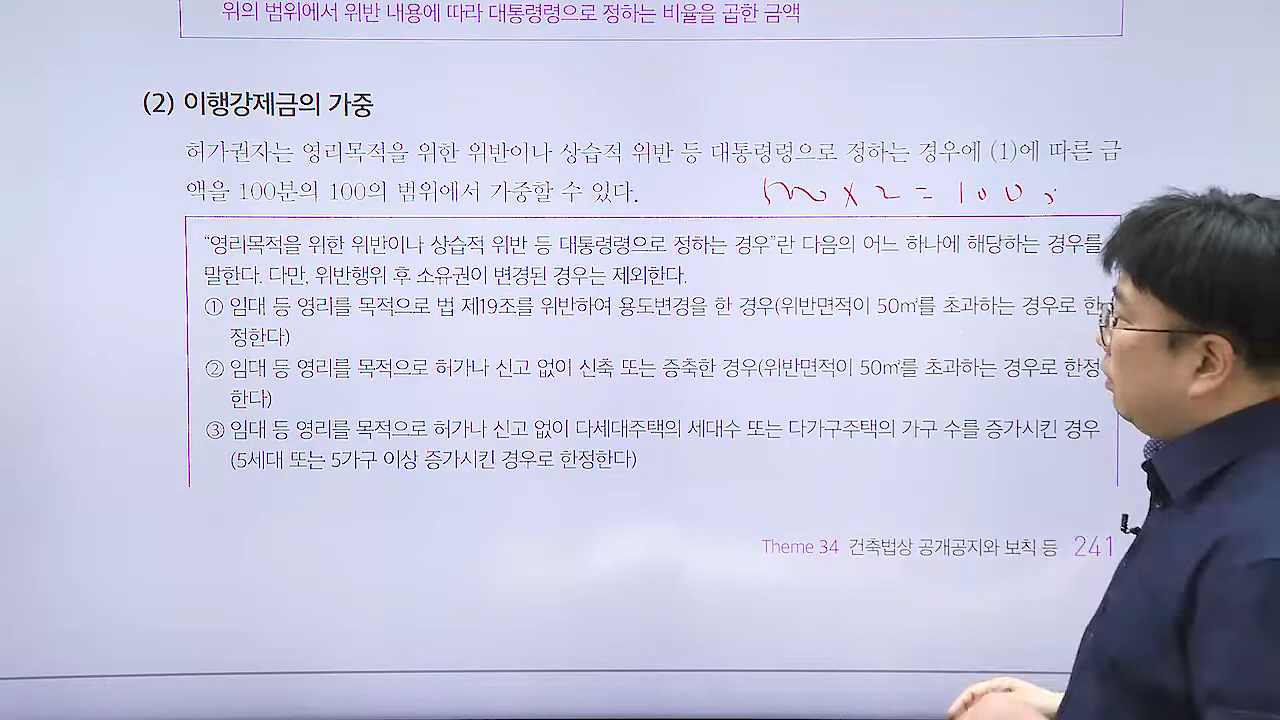 위의 범위에서 위반 내용에 따라 대통령령으로 정하는 비율을 곱한 금액
(2) 이행강제금의 가중
허가권자는 영리목적을 위한 위반이나 상습적 위반 등 대통령령으로 정하는 경우에 (1)에 따른 금
액을 100분의 100의 범위에서 가중할 수 있다.
x 2 = 100
“영리목적을 위한 위반이나 상습적 위반 등 대통령령으로 정하는 경우”란 다음의 어느 하나에 해당하는 경우를
말한다. 다만, 위반행위 후 소유권이 변경된 경우는 제외한다.
① 임대 등 영리를 목적으로 법 제19조를 위반하여 용도변경을 한 경우(위반면적이 50㎡를 초과하는 경우로 한
정한다)
② 임대 등 영리를 목적으로 허가나 신고 없이 신축 또는 증축한 경우(위반면적이 50㎡를 초과하는 경우로 한정
한다)
③ 임대 등 영리를 목적으로 허가나 신고 없이 다세대주택의 세대수 또는 다가구주택의 가구 수를 증가시킨 경우
(5세대 또는 5가구 이상 증가시킨 경우로 한정한다)
Theme 34 건축법상 공개공지와 보칙 등 241